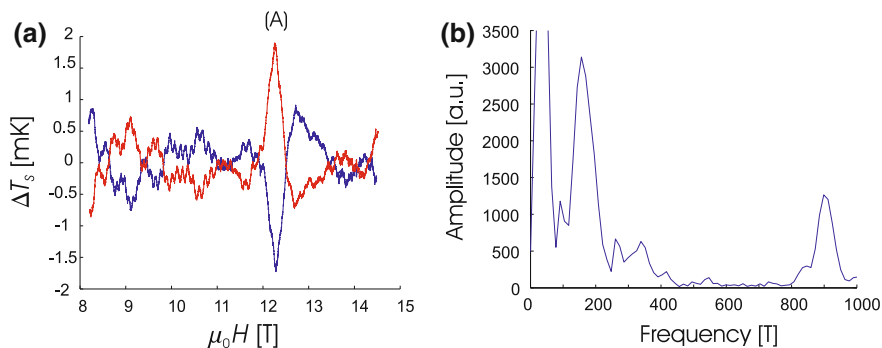 (a)
(A)
2
1.5
1
0.5
0
-0.5
-1
-1.5
-2
ΔT_S [mK]
8 9 10 11 12 13 14 15
μ₀H [T]
(b)
3500
3000
2500
2000
1500
1000
500
0
Amplitude [a.u.]
0 200 400 600 800 1000
Frequency [T]